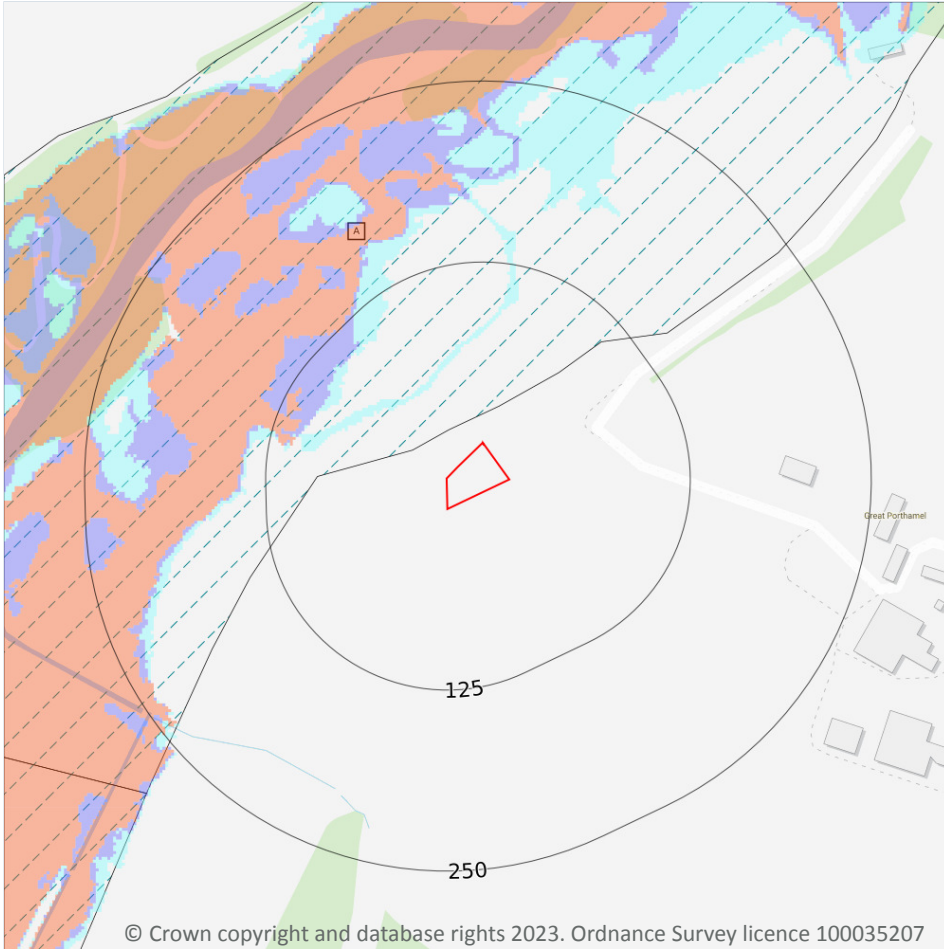 A
Great Porthamel
125
250
© Crown copyright and database rights 2023. Ordnance Survey licence 100035207